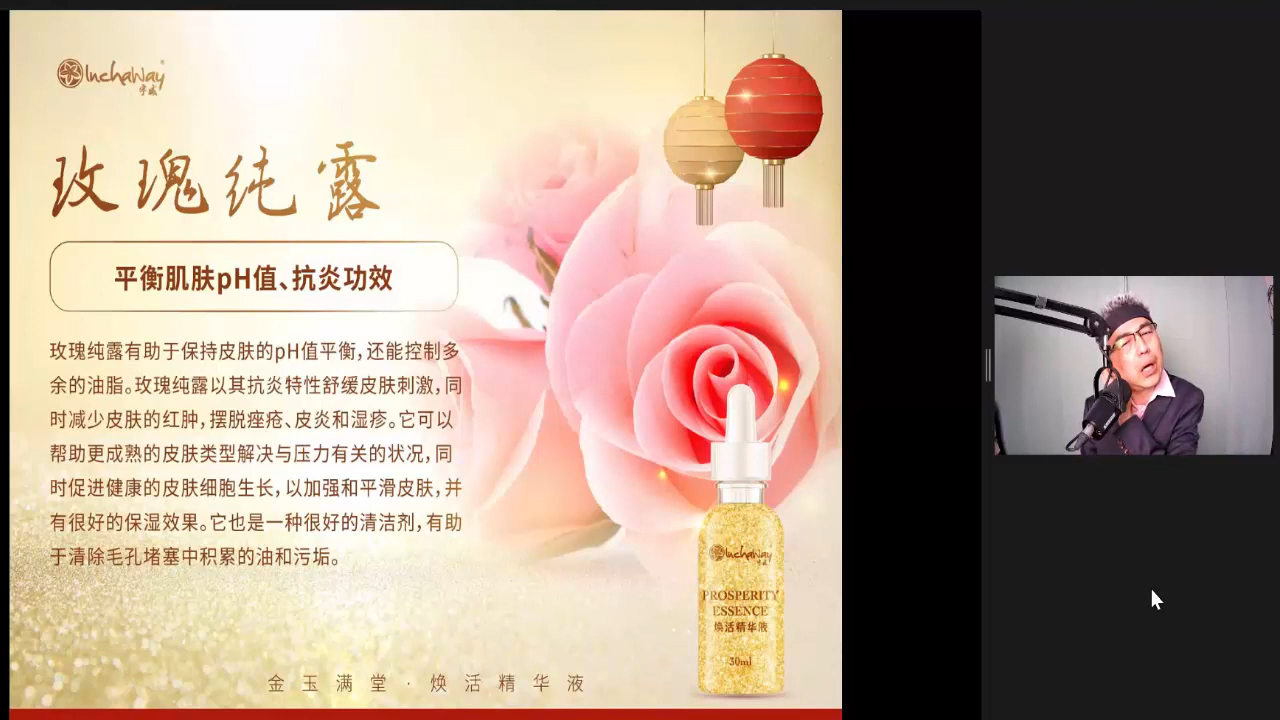 InchaWay®
宇威
玫瑰纯露
平衡肌肤pH值、抗炎功效
玫瑰纯露有助于保持皮肤的pH值平衡,还能控制多
余的油脂。玫瑰纯露以其抗炎特性舒缓皮肤刺激,同
时减少皮肤的红肿,摆脱痤疮、皮炎和湿疹。它可以
帮助更成熟的皮肤类型解决与压力有关的状况,同
时促进健康的皮肤细胞生长,以加强和平滑皮肤,并
有很好的保湿效果。它也是一种很好的清洁剂,有助
于清除毛孔堵塞中积累的油和污垢。
InchaWay
宇威
PROSPERITY
ESSENCE
焕活精华液
30ml
金玉满堂·焕活精华液